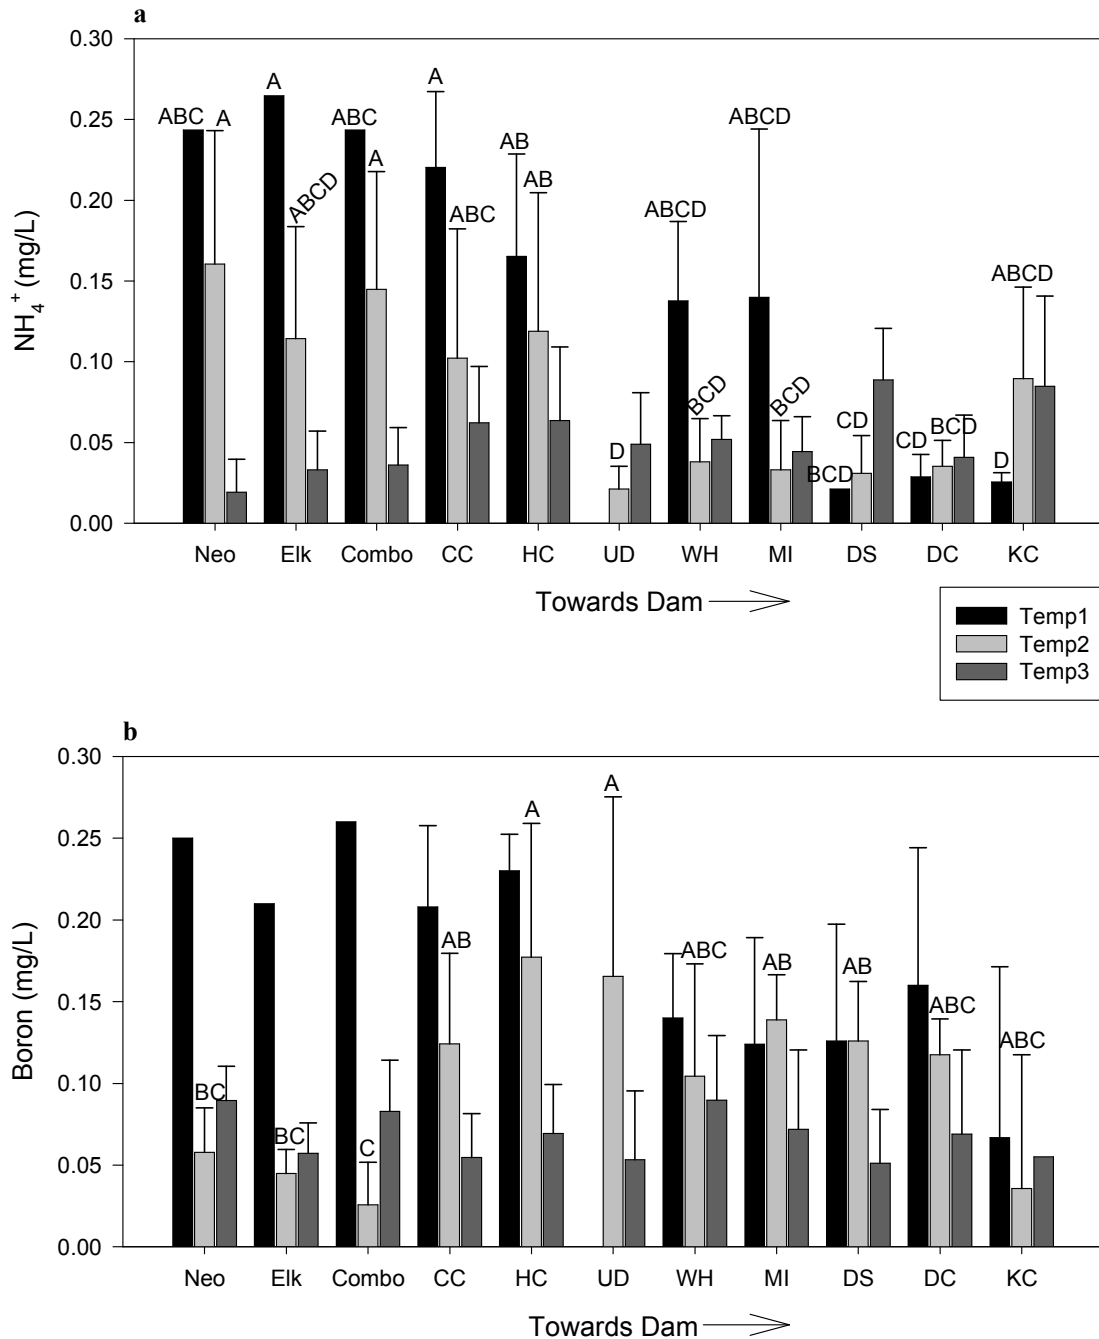 a
0.30
0.25
0.20
0.15
0.10
0.05
0.00
NH4+ (mg/L)
ABC A A ABC A A AB ABCD ABCD
ABCD ABC AB D BCD BCD BCD CD CD BCD D ABCD
Neo Elk Combo CC HC UD WH MI DS DC KC
Towards Dam
Temp1
Temp2
Temp3
b
0.30
0.25
0.20
0.15
0.10
0.05
0.00
Boron (mg/L)
BC BC C AB A A ABC AB AB ABC ABC
Neo Elk Combo CC HC UD WH MI DS DC KC
Towards Dam